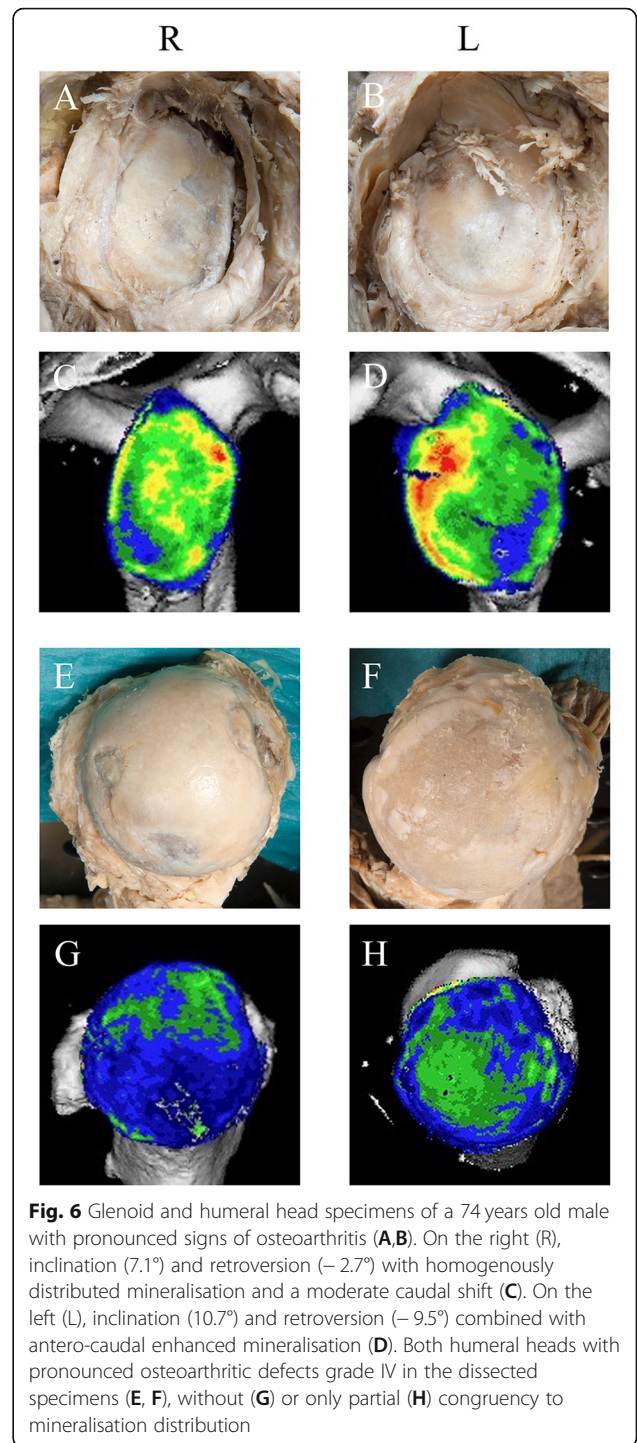 R L
A B
C D
E F
G H
Fig. 6 Glenoid and humeral head specimens of a 74 years old male
with pronounced signs of osteoarthritis (A,B). On the right (R),
inclination (7.1°) and retroversion (− 2.7°) with homogenously
distributed mineralisation and a moderate caudal shift (C). On the
left (L), inclination (10.7°) and retroversion (− 9.5°) combined with
antero-caudal enhanced mineralisation (D). Both humeral heads with
pronounced osteoarthritic defects grade IV in the dissected
specimens (E, F), without (G) or only partial (H) congruency to
mineralisation distribution